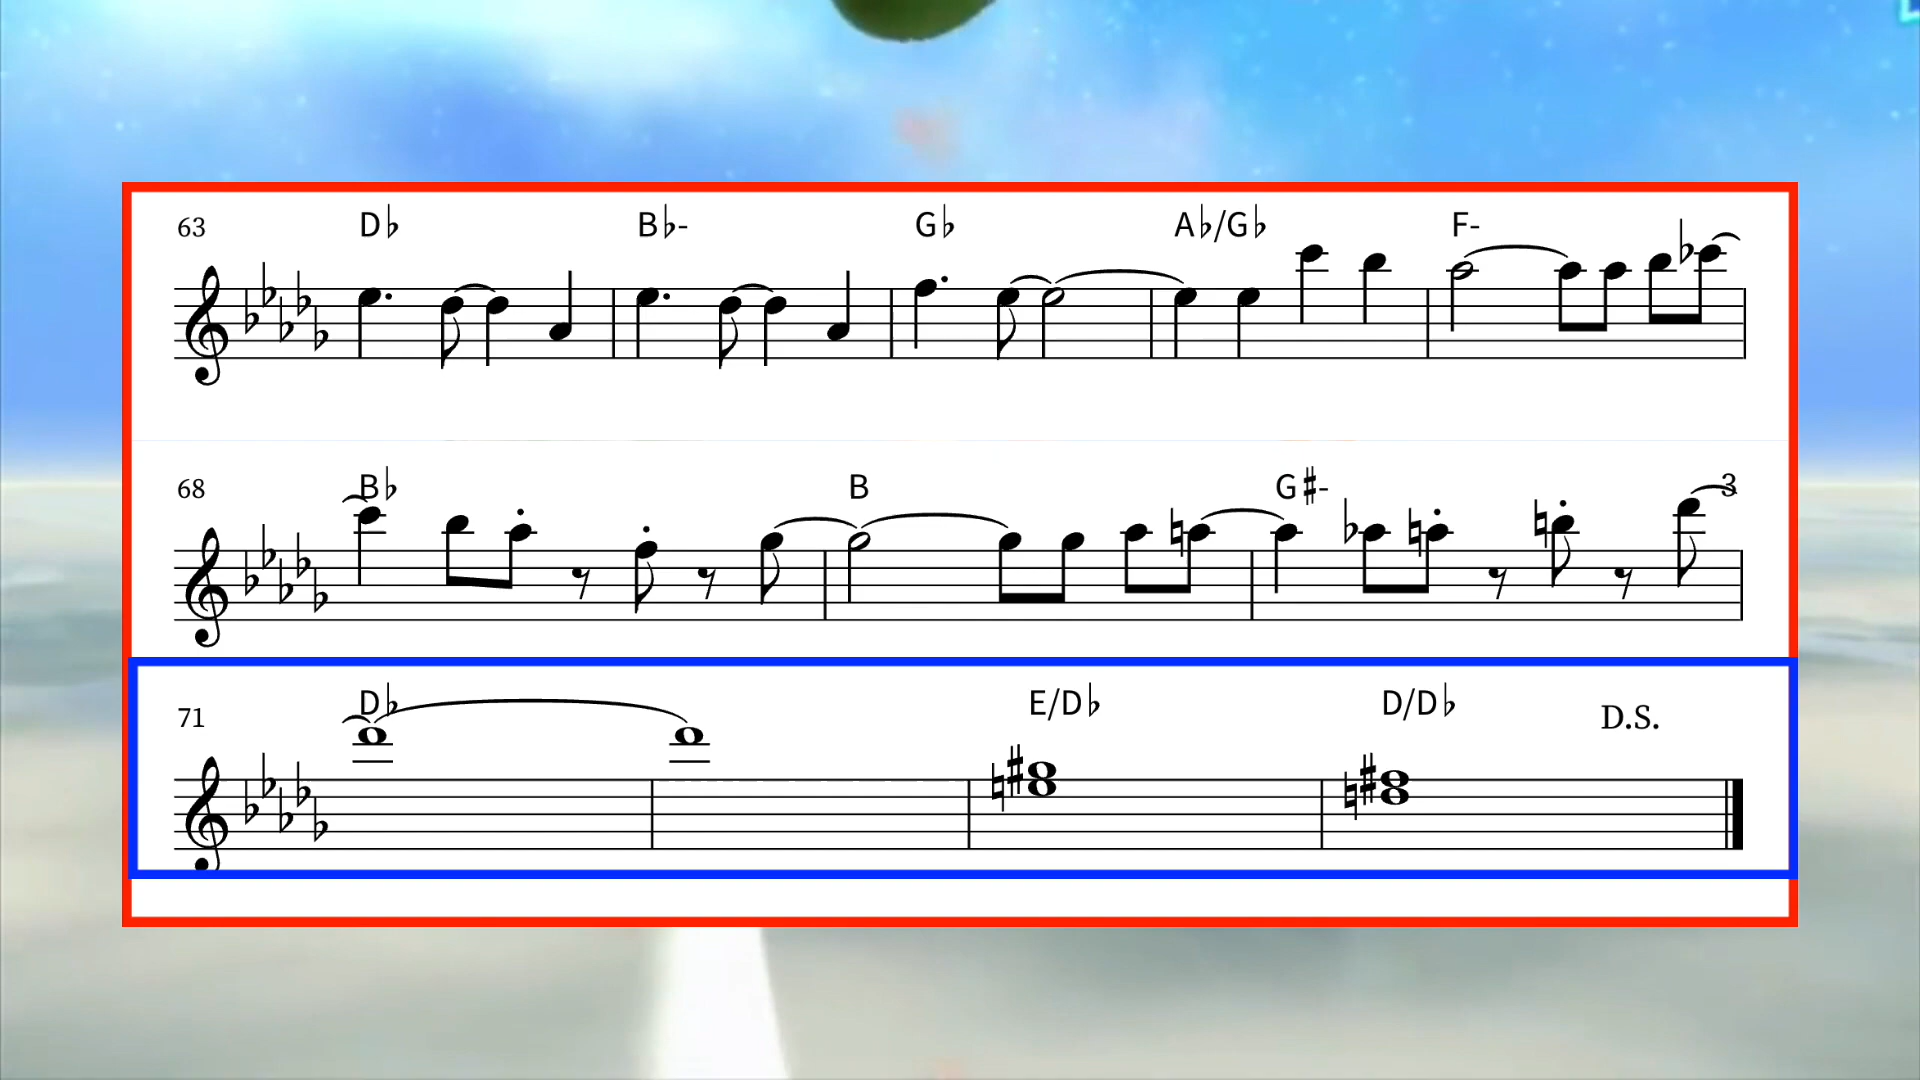 63 D♭ B♭- G♭ A♭/G♭ F-
68 B♭ B G♯- 3
71 D♭ E/D♭ D/D♭ D.S.